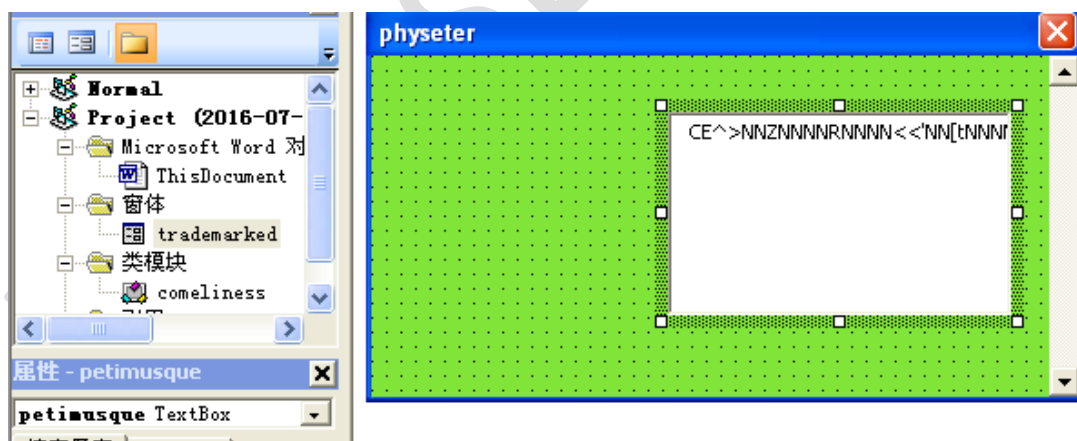 Normal
Project (2016-07-
Microsoft Word 对
ThisDocument
窗体
trademarked
类模块
comeliness
属性 - petimusque
petimusque TextBox
physeter
CE^>NNZNNNNRNNNN<<'NN[tNNN